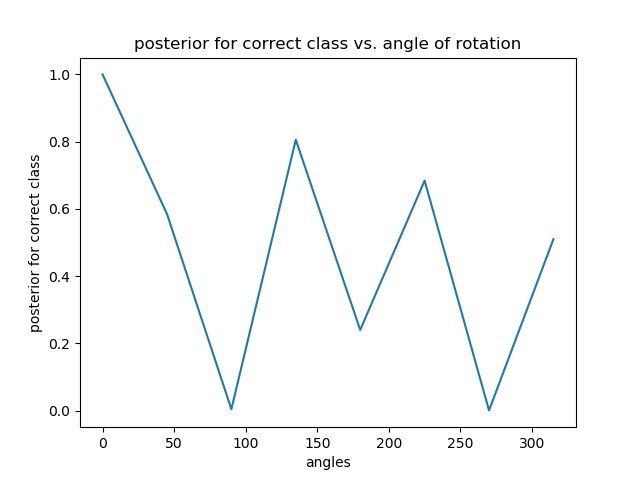 posterior for correct class vs. angle of rotation
1.0
0.8
0.6
0.4
0.2
0.0
posterior for correct class
0 50 100 150 200 250 300
angles